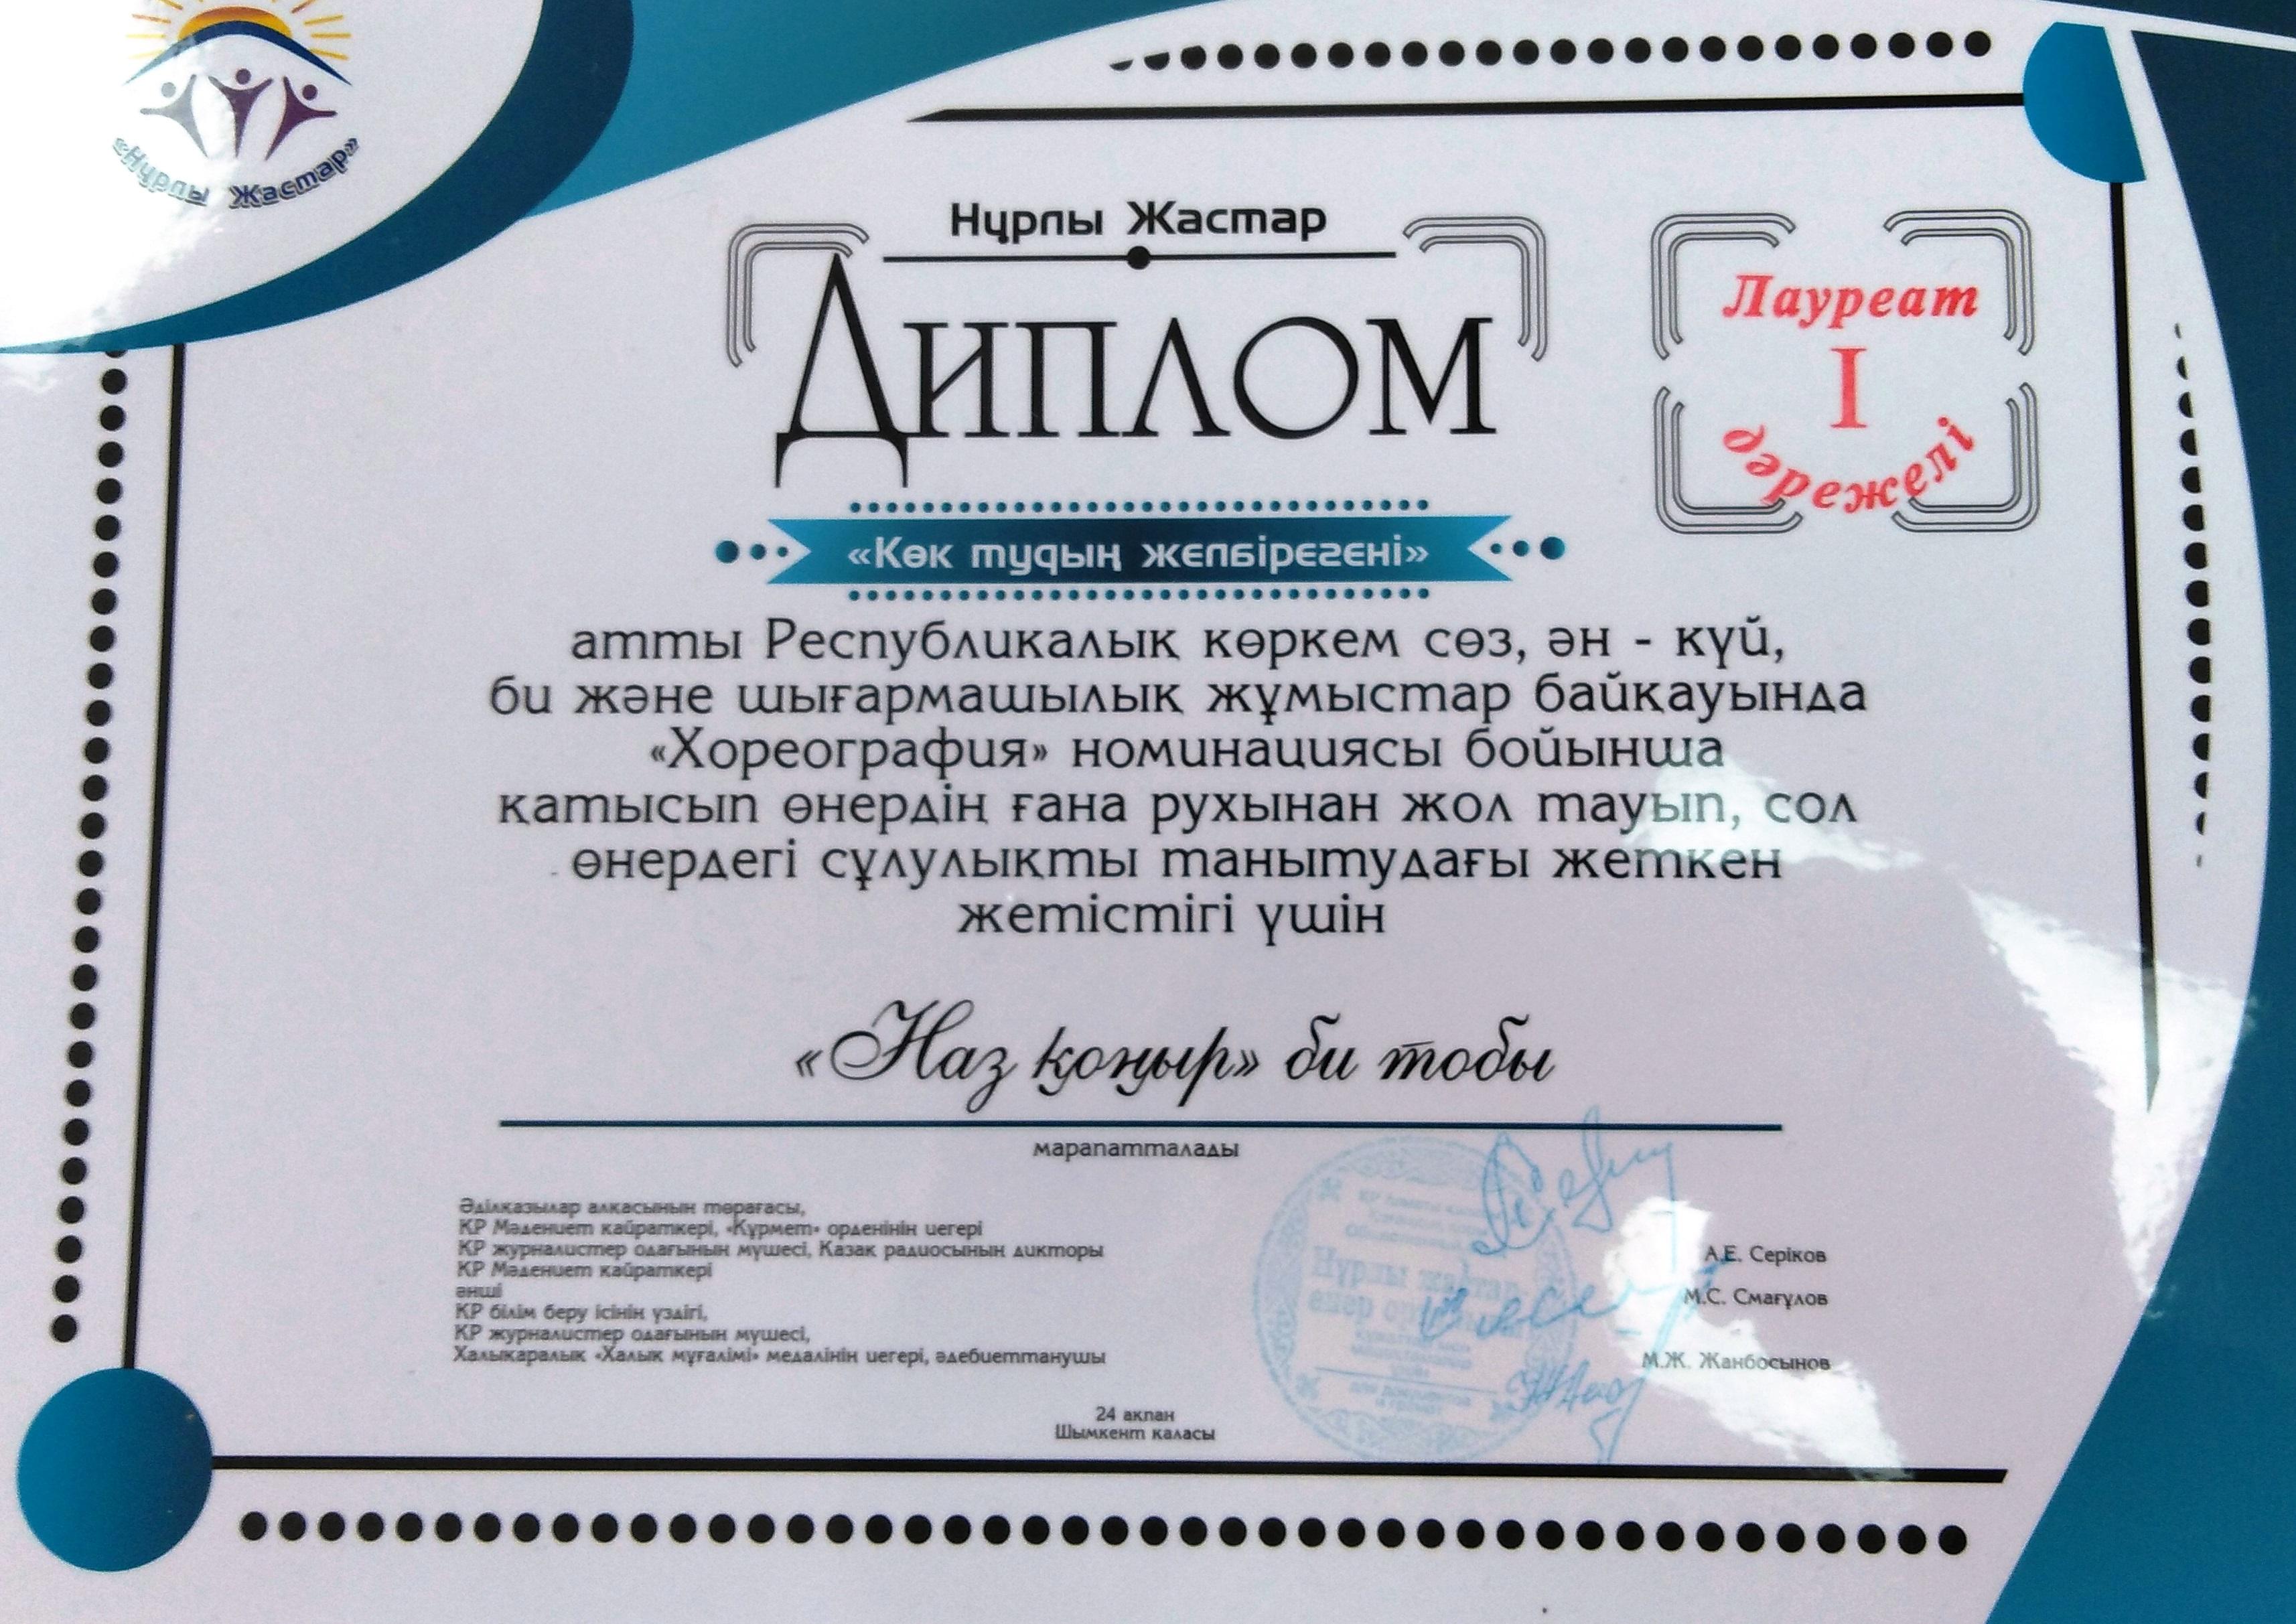 «Нұрлы Жастар»
Нұрлы Жастар
Диплом
Лауреат
I
дәрежелі
«Көк тудың желбірегені»
атты Республикалық көркем сөз, ән - күй,
би және шығармашылық жұмыстар байқауында
«Хореография» номинациясы бойынша
қатысып өнердің ғана рухынан жол тауып, сол
өнердегі сұлулықты танытудағы жеткен
жетістігі үшін
«Наз қоңыр» би тобы
марапатталады
Әділқазылар алқасының төрағасы,
ҚР Мәдениет қайраткері, «Құрмет» орденінің иегері
ҚР журналистер одағының мүшесі, Қазақ радиосының дикторы
ҚР Мәдениет қайраткері
әнші
ҚР білім беру ісінің үздігі,
ҚР журналистер одағының мүшесі,
Халықаралық «Халық мұғалімі» медалінің иегері, әдебиеттанушы
А.Е. Серіков
М.С. Смағұлов
М.Ж. Жанбосынов
Нұрлы жастар
өнер
24 ақпан
Шымкент қаласы